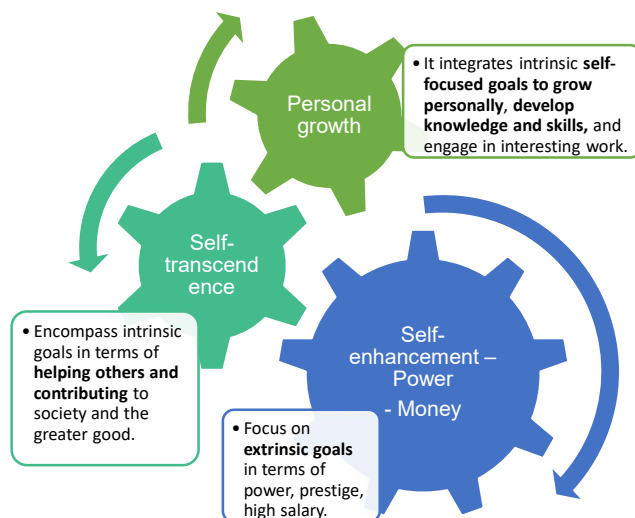 Personal
growth
• It integrates intrinsic self-
focused goals to grow
personally, develop
knowledge and skills, and
engage in interesting work.
Self-
transcend
ence
• Encompass intrinsic
goals in terms of
helping others and
contributing to
society and the
greater good.
Self-
enhancement –
Power
- Money
• Focus on
extrinsic goals
in terms of
power, prestige,
high salary.